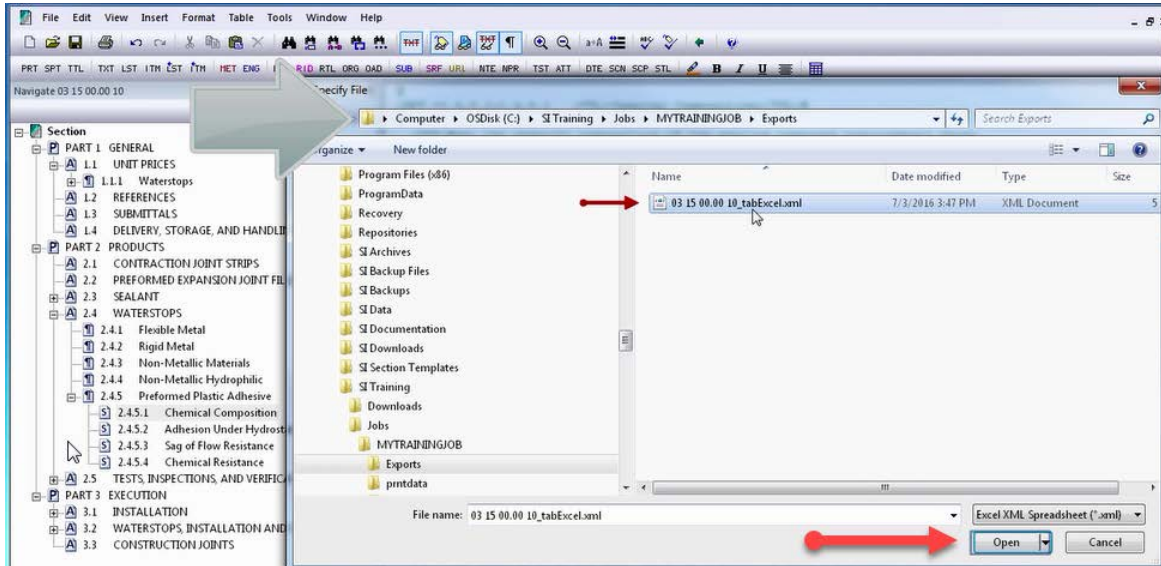 File Edit View Insert Format Table Tools Window Help
PRT SPT TTL TXT LST ITM LST ITM MET ENG RID RTL ORG OAD SUB SRF URL NTE NPR TST ATT DTE SCN SCP STL B I U
Navigate 03 15 00.00 10
Specify File
Computer OSDisk (C:) SI Training Jobs MYTRAININGJOB Exports
Search Exports
Organize New folder
Section
PART 1 GENERAL
1.1 UNIT PRICES
1.1.1 Waterstops
1.2 REFERENCES
1.3 SUBMITTALS
1.4 DELIVERY, STORAGE, AND HANDLIN
PART 2 PRODUCTS
2.1 CONTRACTION JOINT STRIPS
2.2 PREFORMED EXPANSION JOINT FIL
2.3 SEALANT
2.4 WATERSTOPS
2.4.1 Flexible Metal
2.4.2 Rigid Metal
2.4.3 Non-Metallic Materials
2.4.4 Non-Metallic Hydrophilic
2.4.5 Preformed Plastic Adhesive
2.4.5.1 Chemical Composition
2.4.5.2 Adhesion Under Hydrosta
2.4.5.3 Sag of Flow Resistance
2.4.5.4 Chemical Resistance
2.5 TESTS, INSPECTIONS, AND VERIFICA
PART 3 EXECUTION
3.1 INSTALLATION
3.2 WATERSTOPS, INSTALLATION AND
3.3 CONSTRUCTION JOINTS
Program Files (x86)
ProgramData
Recovery
Repositories
SI Archives
SI Backup Files
SI Backups
SI Data
SI Documentation
SI Downloads
SI Section Templates
SI Training
Downloads
Jobs
MYTRAININGJOB
Exports
prntdata
Name Date modified Type Size
03 15 00.00 10_tabExcel.xml 7/3/2016 3:47 PM XML Document 5
File name: 03 15 00.00 10_tabExcel.xml
Excel XML Spreadsheet (*.xml)
Open Cancel